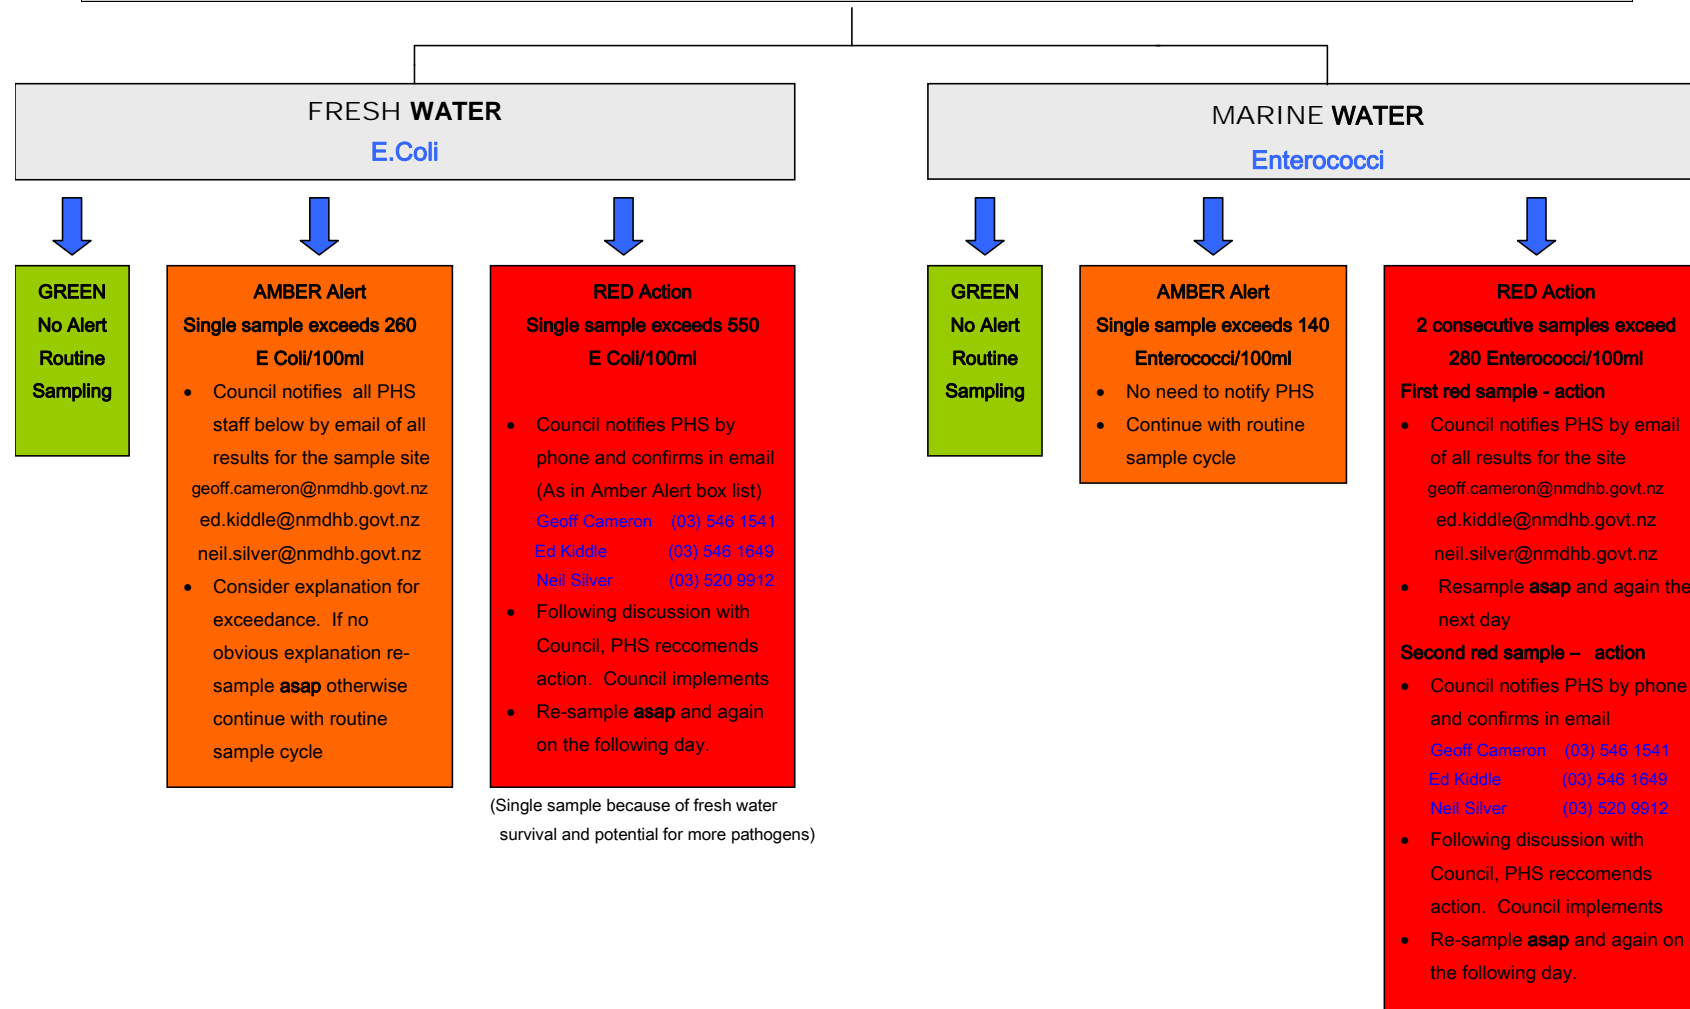 FRESH WATER
E.Coli
GREEN
No Alert
Routine
Sampling
AMBER Alert
Single sample exceeds 260
E Coli/100ml
• Council notifies all PHS
staff below by email of all
results for the sample site
geoff.cameron@nmdhb.govt.nz
ed.kiddle@nmdhb.govt.nz
neil.silver@nmdhb.govt.nz
• Consider explanation for
exceedance. If no
obvious explanation re-
sample asap otherwise
continue with routine
sample cycle
RED Action
Single sample exceeds 550
E Coli/100ml
• Council notifies PHS by
phone and confirms in email
(As in Amber Alert box list)
Geoff Cameron (03) 546 1541
Ed Kiddle (03) 546 1649
Neil Silver (03) 520 9912
• Following discussion with
Council, PHS reccomends
action. Council implements
• Re-sample asap and again
on the following day.
(Single sample because of fresh water
survival and potential for more pathogens)
MARINE WATER
Enterococci
GREEN
No Alert
Routine
Sampling
AMBER Alert
Single sample exceeds 140
Enterococci/100ml
• No need to notify PHS
• Continue with routine
sample cycle
RED Action
2 consecutive samples exceed
280 Enterococci/100ml
First red sample - action
• Council notifies PHS by email
of all results for the site
geoff.cameron@nmdhb.govt.nz
ed.kiddle@nmdhb.govt.nz
neil.silver@nmdhb.govt.nz
• Resample asap and again the
next day
Second red sample – action
• Council notifies PHS by phone
and confirms in email
Geoff Cameron (03) 546 1541
Ed Kiddle (03) 546 1649
Neil Silver (03) 520 9912
• Following discussion with
Council, PHS reccomends
action. Council implements
• Re-sample asap and again on
the following day.